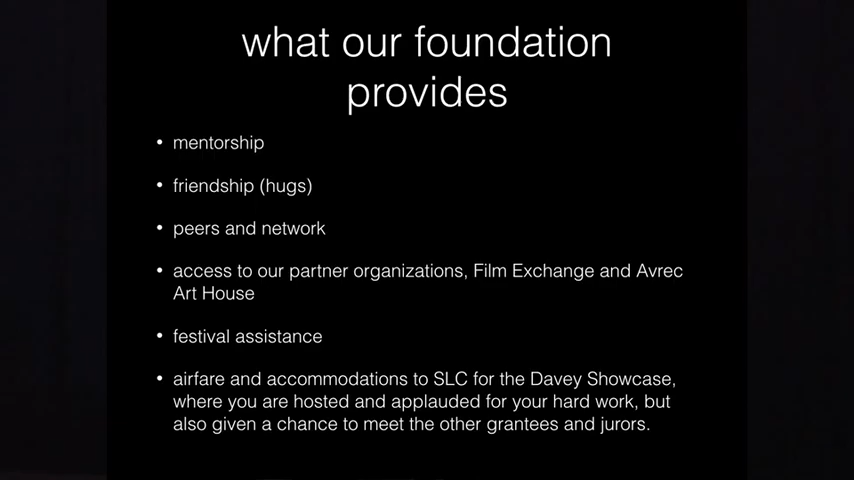 what our foundation
provides
• mentorship
• friendship (hugs)
• peers and network
• access to our partner organizations, Film Exchange and Avrec
Art House
• festival assistance
• airfare and accommodations to SLC for the Davey Showcase,
where you are hosted and applauded for your hard work, but
also given a chance to meet the other grantees and jurors.